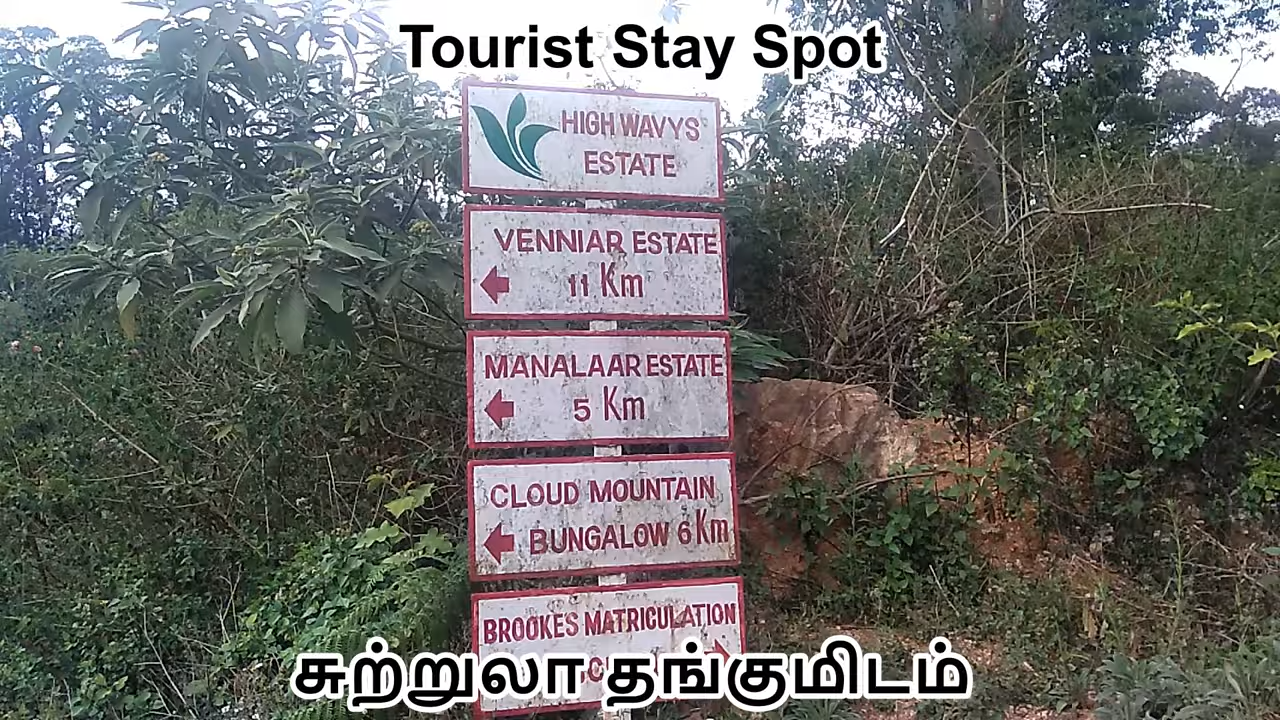 Tourist Stay Spot
HIGH WAVYS
ESTATE
VENNIAR ESTATE
11 Km
MANALAAR ESTATE
5 Km
CLOUD MOUNTAIN
BUNGALOW 6 Km
BROOKES MATRICULATION
சுற்றுலா தங்குமிடம்